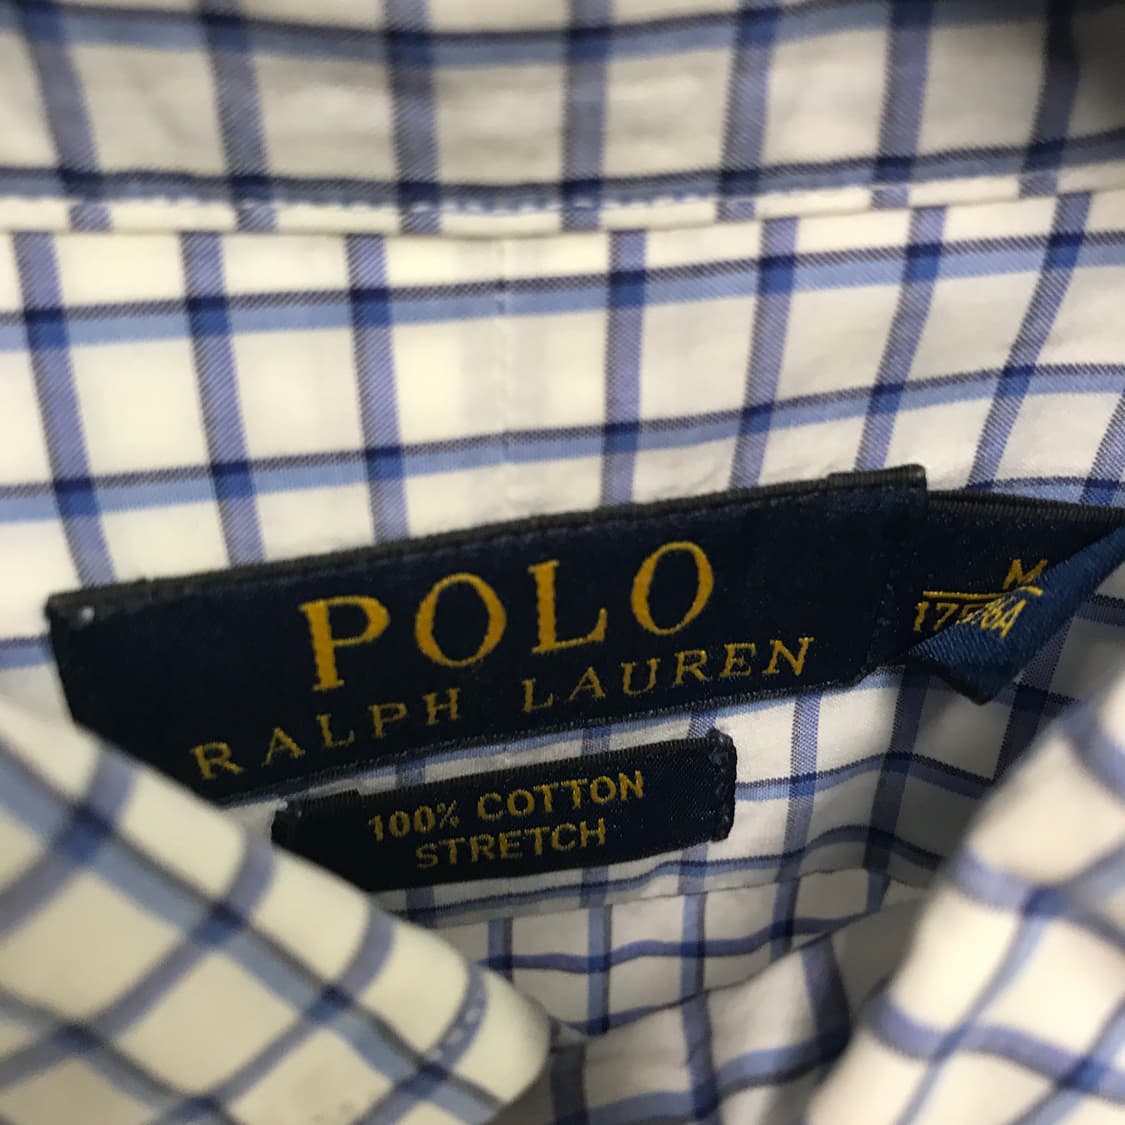 POLO
RALPH LAUREN
M
100% COTTON
STRETCH